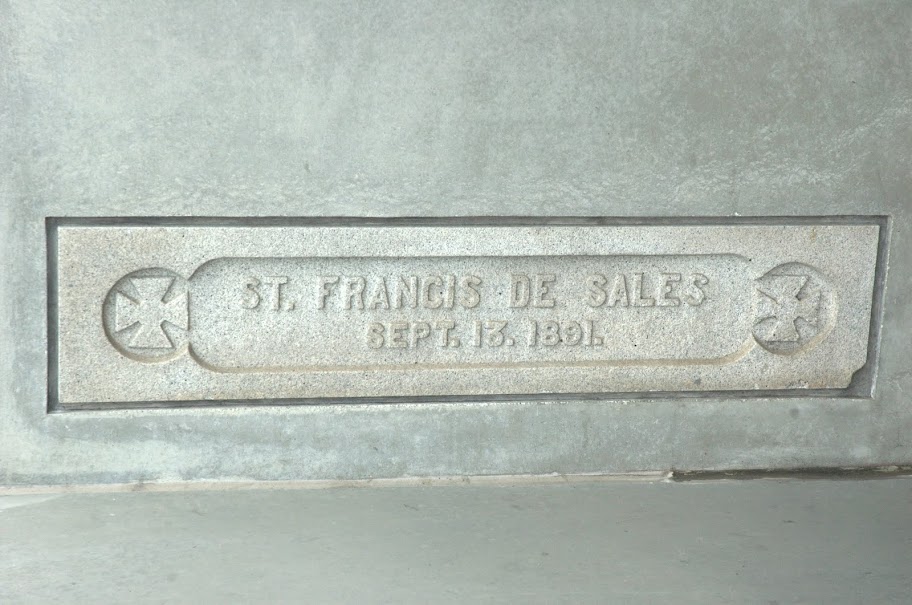 ST. FRANCIS DE SALES
SEPT. 13. 1891.